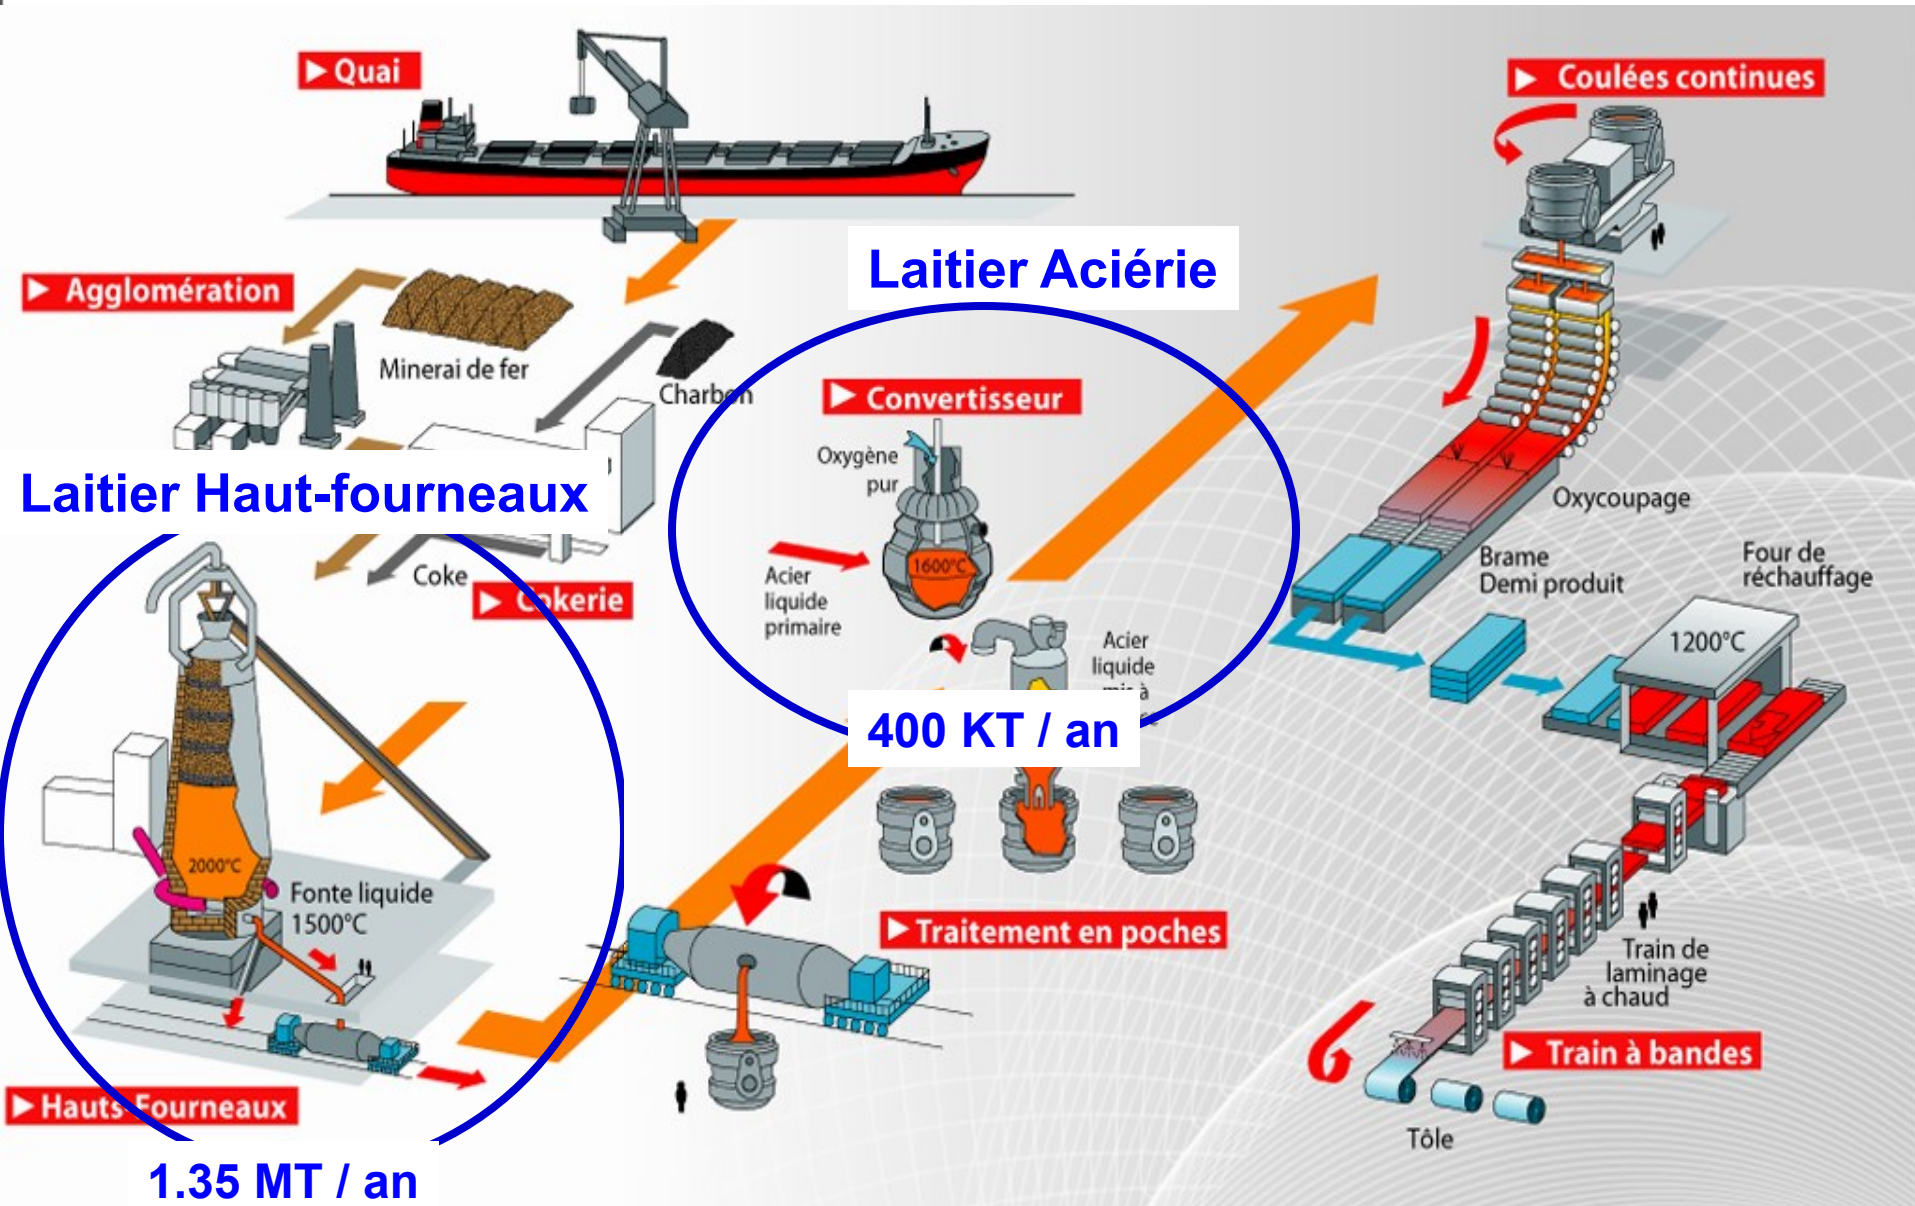 Quai
Coulées continues
Laitier Aciérie
Agglomération
Minerai de fer
Charbon
Convertisseur
Oxygène
pur
1600°C
Acier
liquide
primaire
Laitier Haut-fourneaux
Coke
Cokerie
Oxycoupage
Brame
Demi produit
Four de
réchauffage
1200°C
Acier
liquide
mis à
400 KT / an
2000°C
Fonte liquide
1500°C
Traitement en poches
Train de
laminage
à chaud
Train à bandes
Hauts-Fourneaux
Tôle
1.35 MT / an